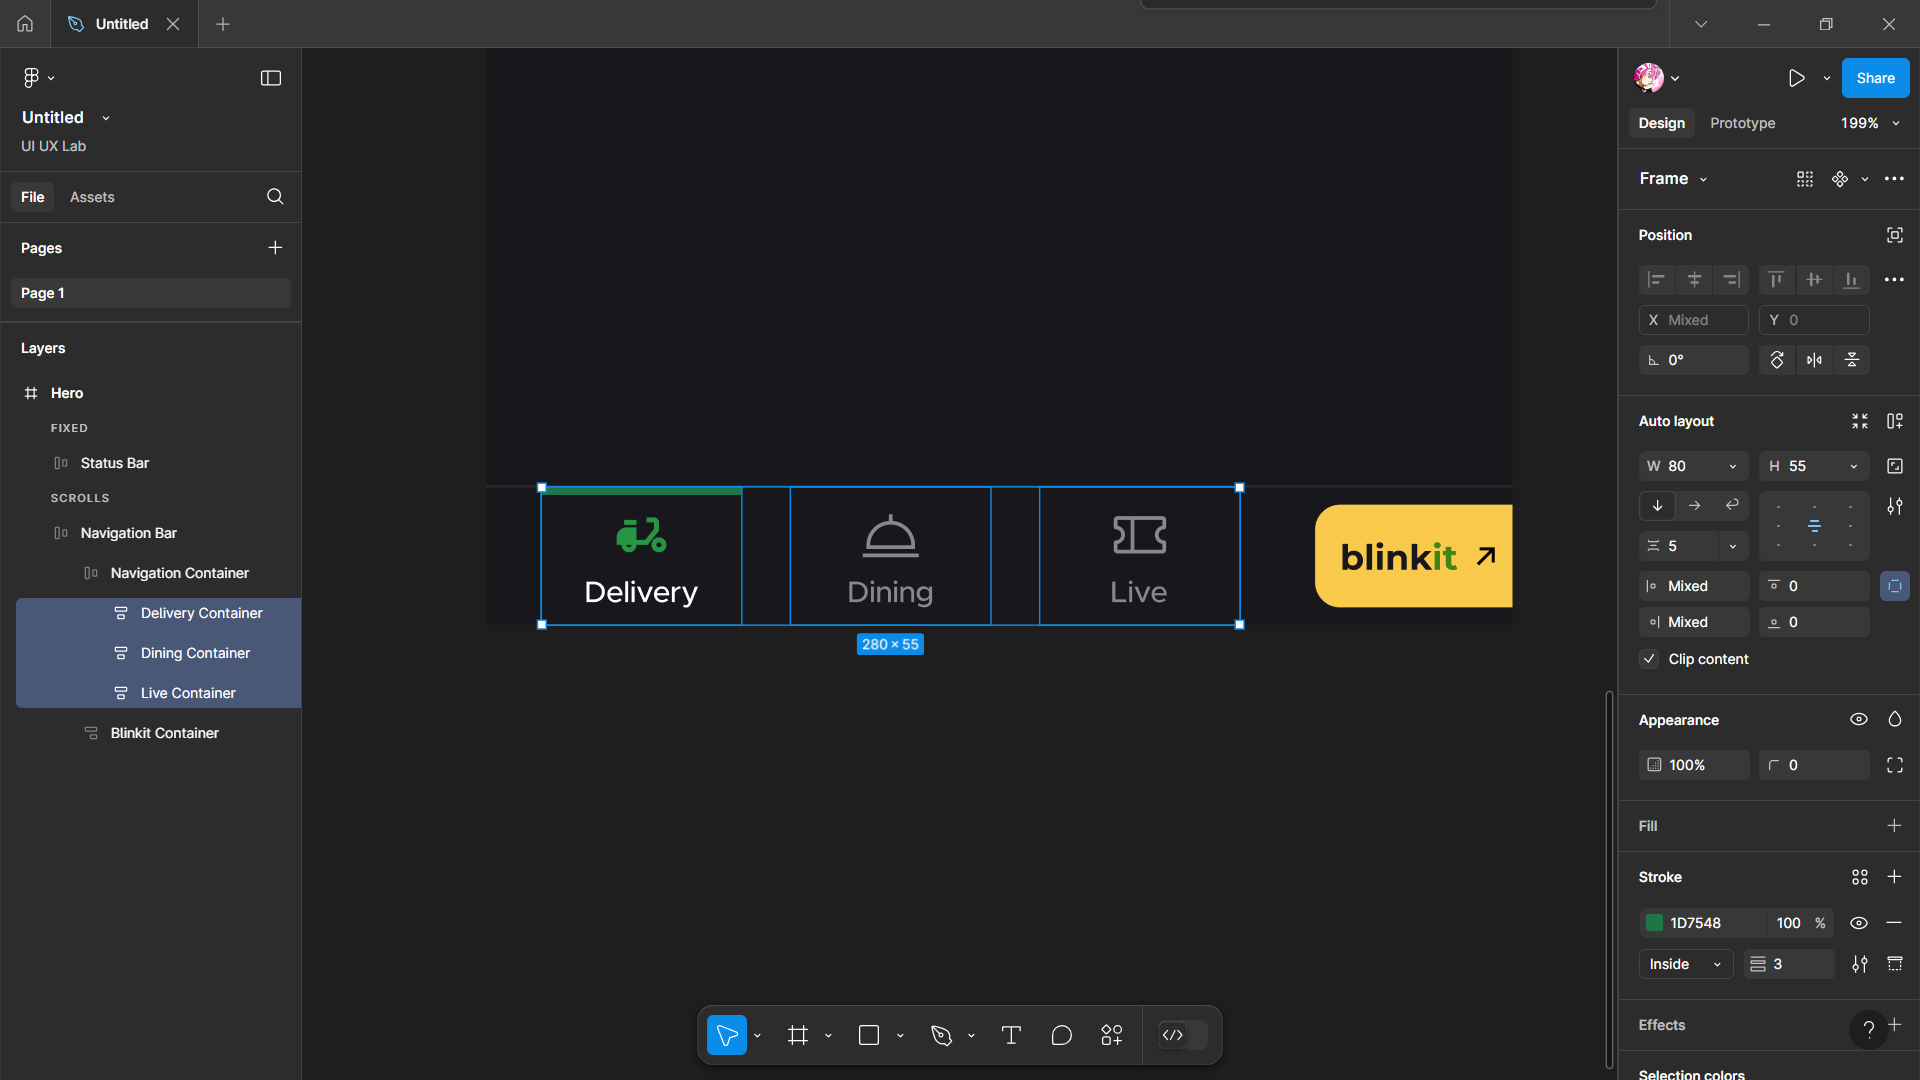 Untitled
Untitled
UI UX Lab
File Assets
Pages
Page 1
Layers
Hero
FIXED
Status Bar
SCROLLS
Navigation Bar
Navigation Container
Delivery Container
Dining Container
Live Container
Blinkit Container
Delivery
Dining
Live
blinkit
280 × 55
Share
Design Prototype 199%
Frame
Position
X Mixed Y 0
0°
Auto layout
W 80 H 55
5
Mixed 0
Mixed 0
Clip content
Appearance
100% 0
Fill
Stroke
1D7548 100 %
Inside 3
Effects
?
Selection colors